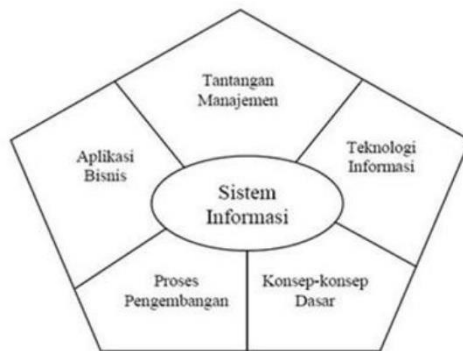 Tantangan
Manajemen
Aplikasi
Bisnis
Teknologi
Informasi
Sistem
Informasi
Proses
Pengembangan
Konsep-konsep
Dasar